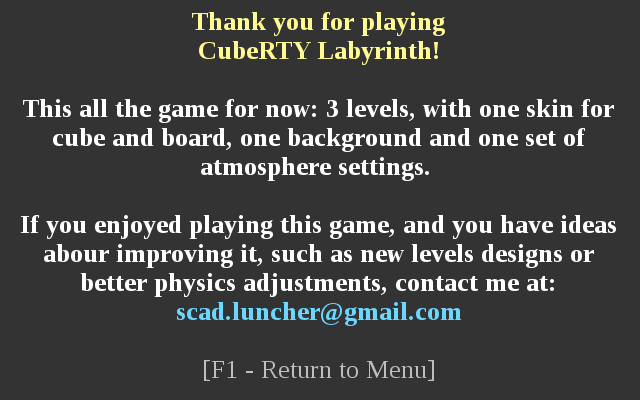 Thank you for playing
CubeRTY Labyrinth!
This all the game for now: 3 levels, with one skin for
cube and board, one background and one set of
atmosphere settings.
If you enjoyed playing this game, and you have ideas
abour improving it, such as new levels designs or
better physics adjustments, contact me at:
scad.luncher@gmail.com
[F1 - Return to Menu]